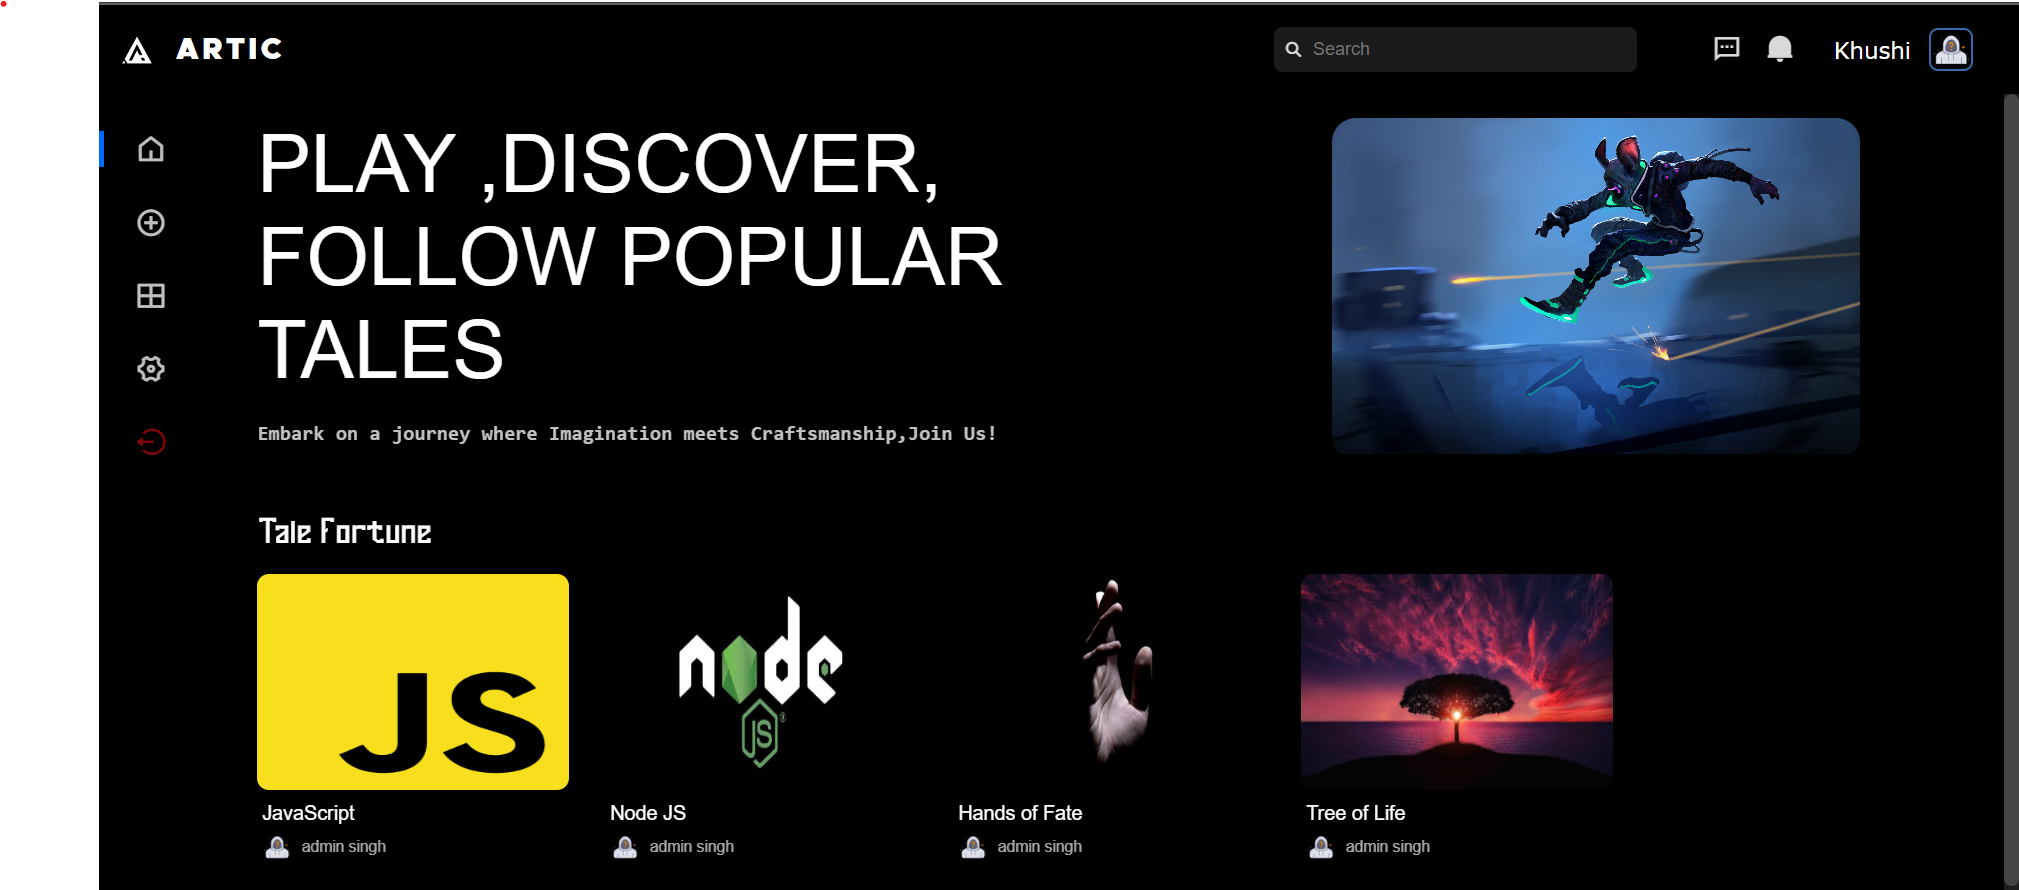 ARTIC
Search
Khushi
PLAY ,DISCOVER,
FOLLOW POPULAR
TALES
Embark on a journey where Imagination meets Craftsmanship,Join Us!
Tale Fortune
JS
node
JS
®
JavaScript
Node JS
Hands of Fate
Tree of Life
admin singh
admin singh
admin singh
admin singh